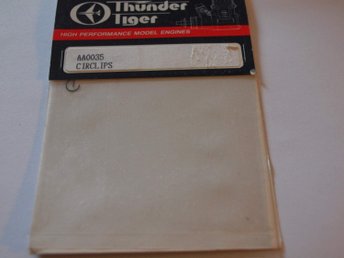 Thunder
Tiger
HIGH PERFORMANCE MODEL ENGINES
AA0035
CIRCLIPS